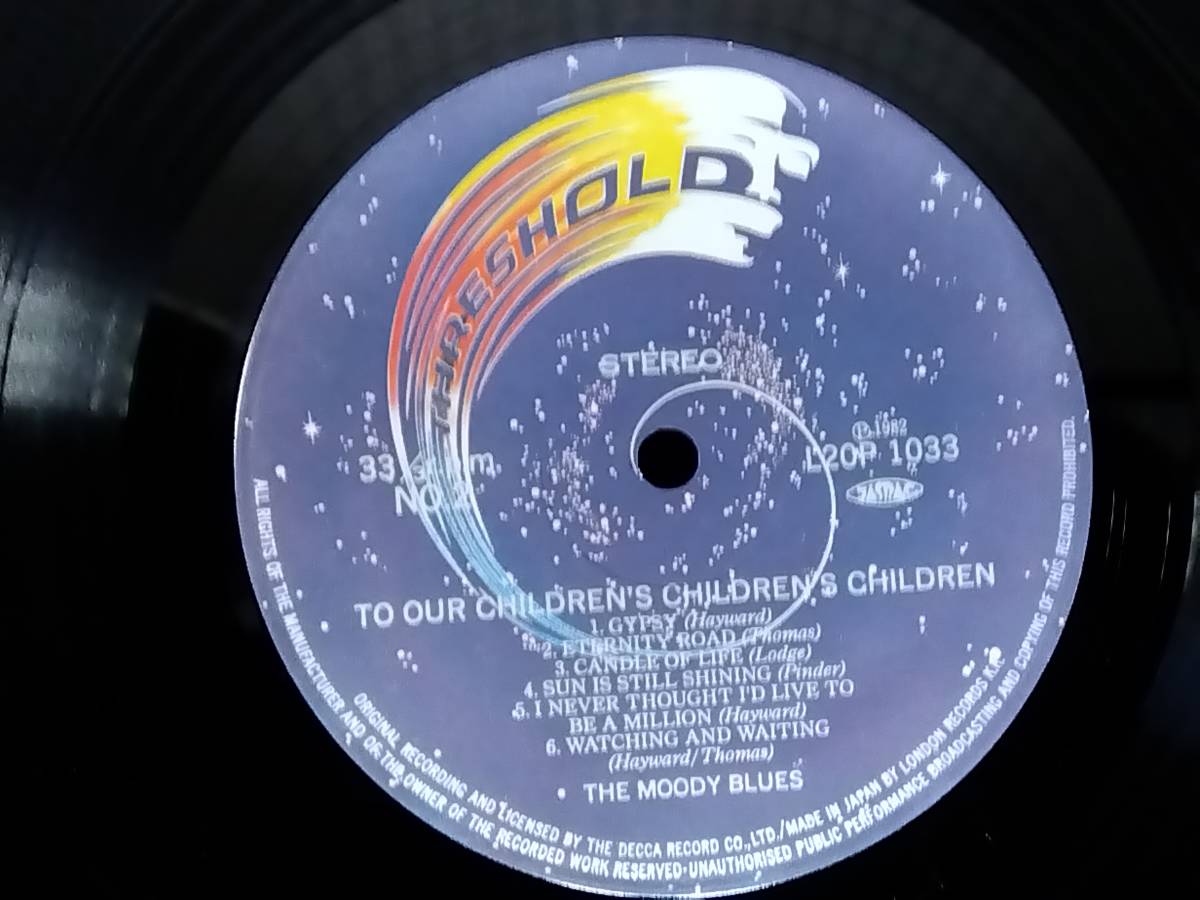 THRESHOLD
STEREO
℗1982
33⅓ r.p.m. L20P 1033
NO.2 JASRAC
TO OUR CHILDREN'S CHILDREN'S CHILDREN
1. GYPSY (Hayward)
2. ETERNITY ROAD (Thomas)
3. CANDLE OF LIFE (Lodge)
4. SUN IS STILL SHINING (Pinder)
5. I NEVER THOUGHT I'D LIVE TO
BE A MILLION (Hayward)
6. WATCHING AND WAITING
(Hayward/Thomas)
THE MOODY BLUES
ORIGINAL RECORDING AND LICENSED BY THE DECCA RECORD CO., LTD./MADE IN JAPAN BY LONDON RECORDS K.K.
ALL RIGHTS OF THE MANUFACTURER AND OF THE OWNER OF THE RECORDED WORK RESERVED·UNAUTHORISED PUBLIC PERFORMANCE BROADCASTING AND COPYING OF THIS RECORD PROHIBITED.